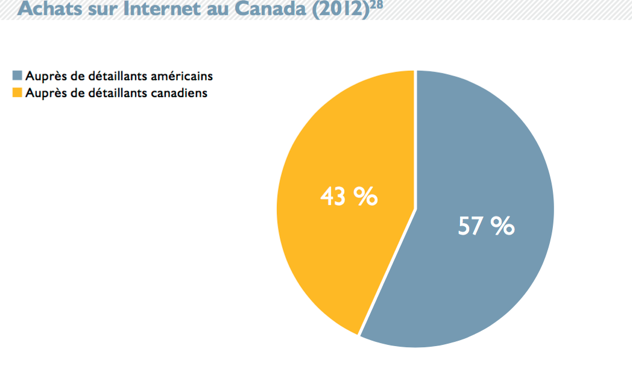 Achats sur Internet au Canada (2012)²⁸
Auprès de détaillants américains
Auprès de détaillants canadiens
43 %
57 %